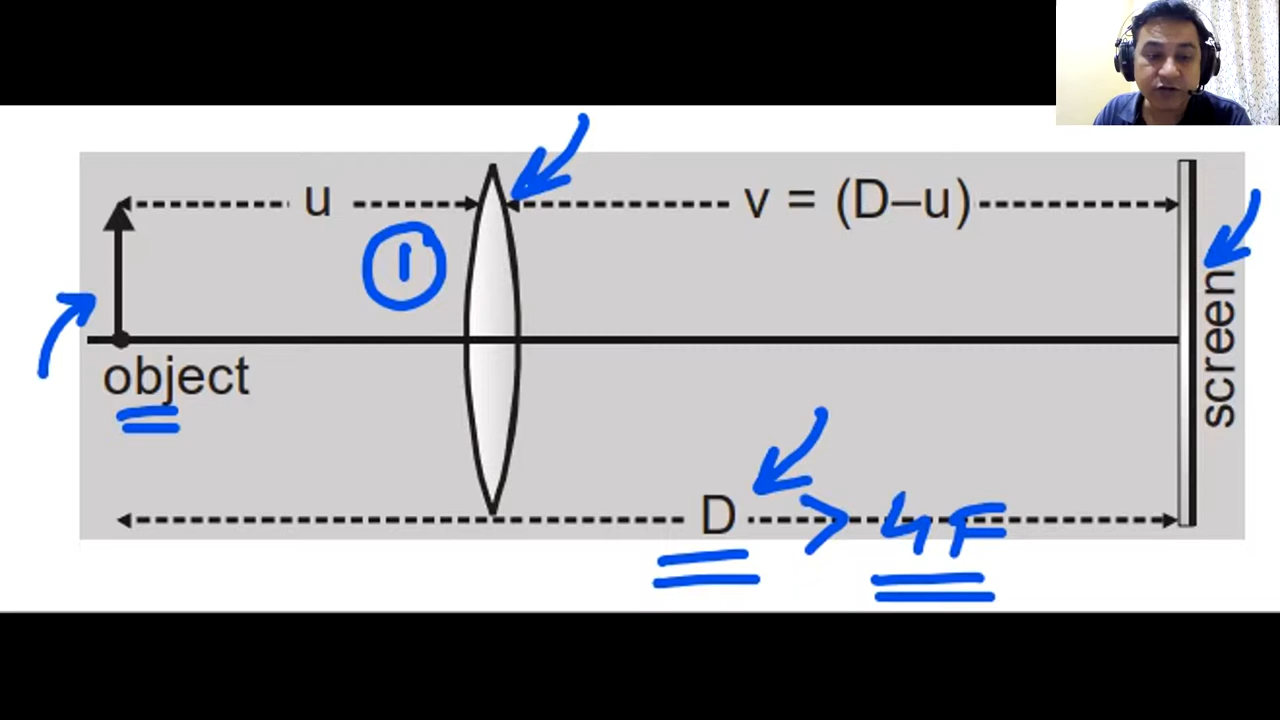 u
v = (D–u)
1
object
screen
D > 4F